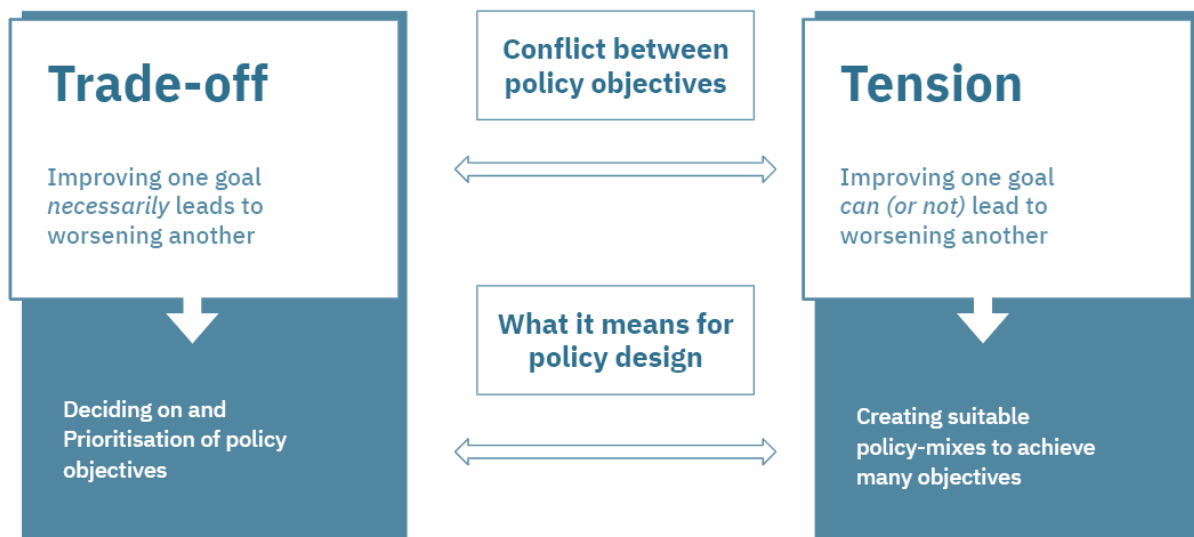 Trade-off
Improving one goal
necessarily leads to
worsening another
Deciding on and
Prioritisation of policy
objectives
Conflict between
policy objectives
What it means for
policy design
Tension
Improving one goal
can (or not) lead to
worsening another
Creating suitable
policy-mixes to achieve
many objectives